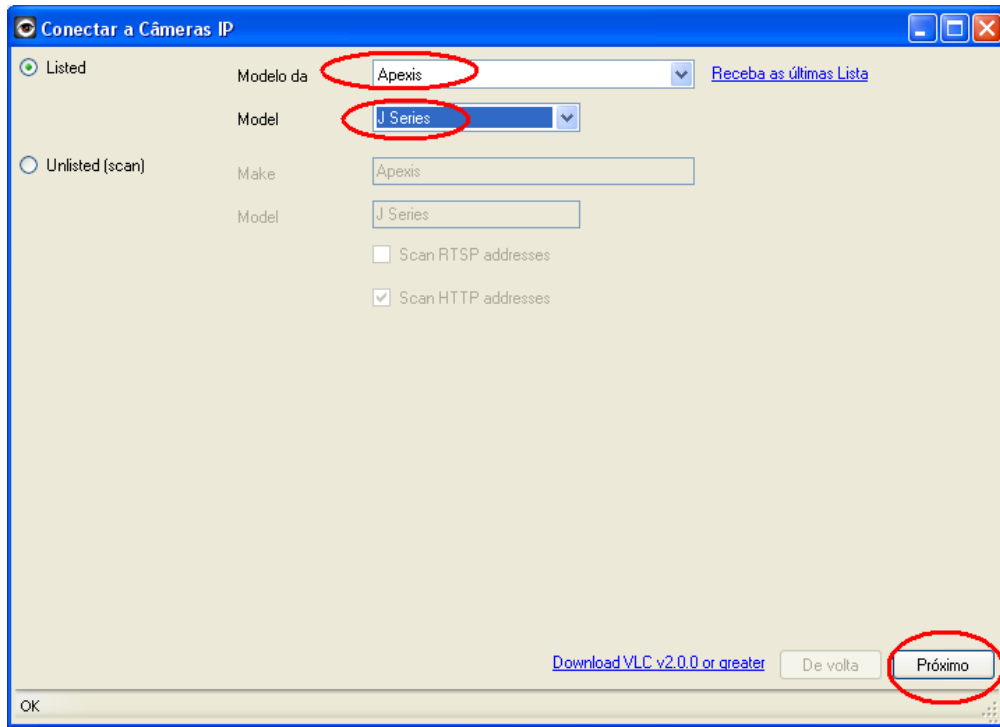 Conectar a Câmeras IP
Listed
Modelo da Apexis Receba as últimas Lista
Model J Series
Unlisted (scan)
Make Apexis
Model J Series
Scan RTSP addresses
Scan HTTP addresses
Download VLC v2.0.0 or greater De volta Próximo
OK